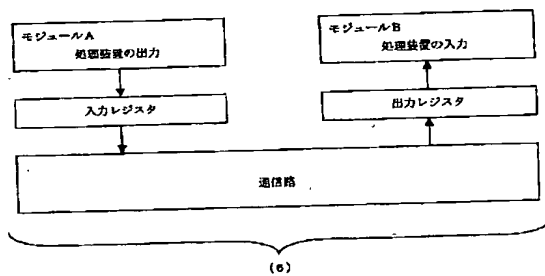 モジュールA
処理装置の出力
モジュールB
処理装置の入力
入力レジスタ
出力レジスタ
通信路
(6)